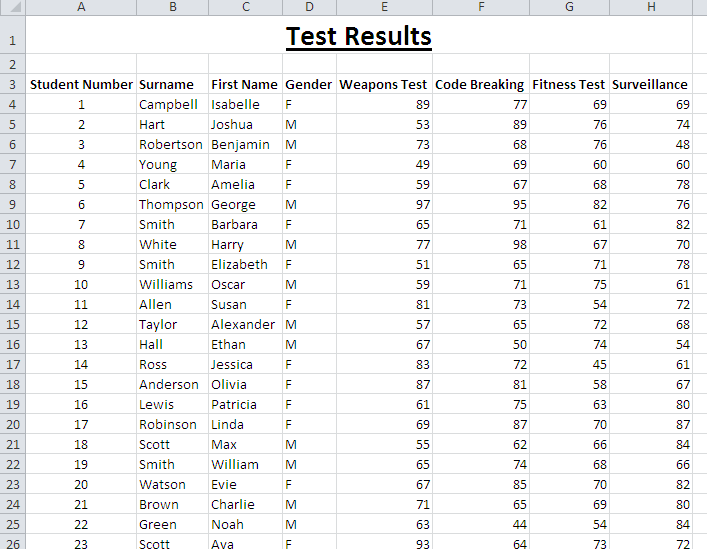 A B C D E F G H
1 Test Results
2
3 Student Number Surname First Name Gender Weapons Test Code Breaking Fitness Test Surveillance
4 1 Campbell Isabelle F 89 77 69 69
5 2 Hart Joshua M 53 89 76 74
6 3 Robertson Benjamin M 73 68 76 48
7 4 Young Maria F 49 69 60 60
8 5 Clark Amelia F 59 67 68 78
9 6 Thompson George M 97 95 82 76
10 7 Smith Barbara F 65 71 61 82
11 8 White Harry M 77 98 67 70
12 9 Smith Elizabeth F 51 65 71 78
13 10 Williams Oscar M 59 71 75 61
14 11 Allen Susan F 81 73 54 72
15 12 Taylor Alexander M 57 65 72 68
16 13 Hall Ethan M 67 50 74 54
17 14 Ross Jessica F 83 72 45 61
18 15 Anderson Olivia F 87 81 58 67
19 16 Lewis Patricia F 61 75 63 80
20 17 Robinson Linda F 69 87 70 87
21 18 Scott Max M 55 62 66 84
22 19 Smith William M 65 74 68 66
23 20 Watson Evie F 67 85 70 82
24 21 Brown Charlie M 71 65 69 80
25 22 Green Noah M 63 44 54 84
26 23 Scott Ava F 93 64 73 72